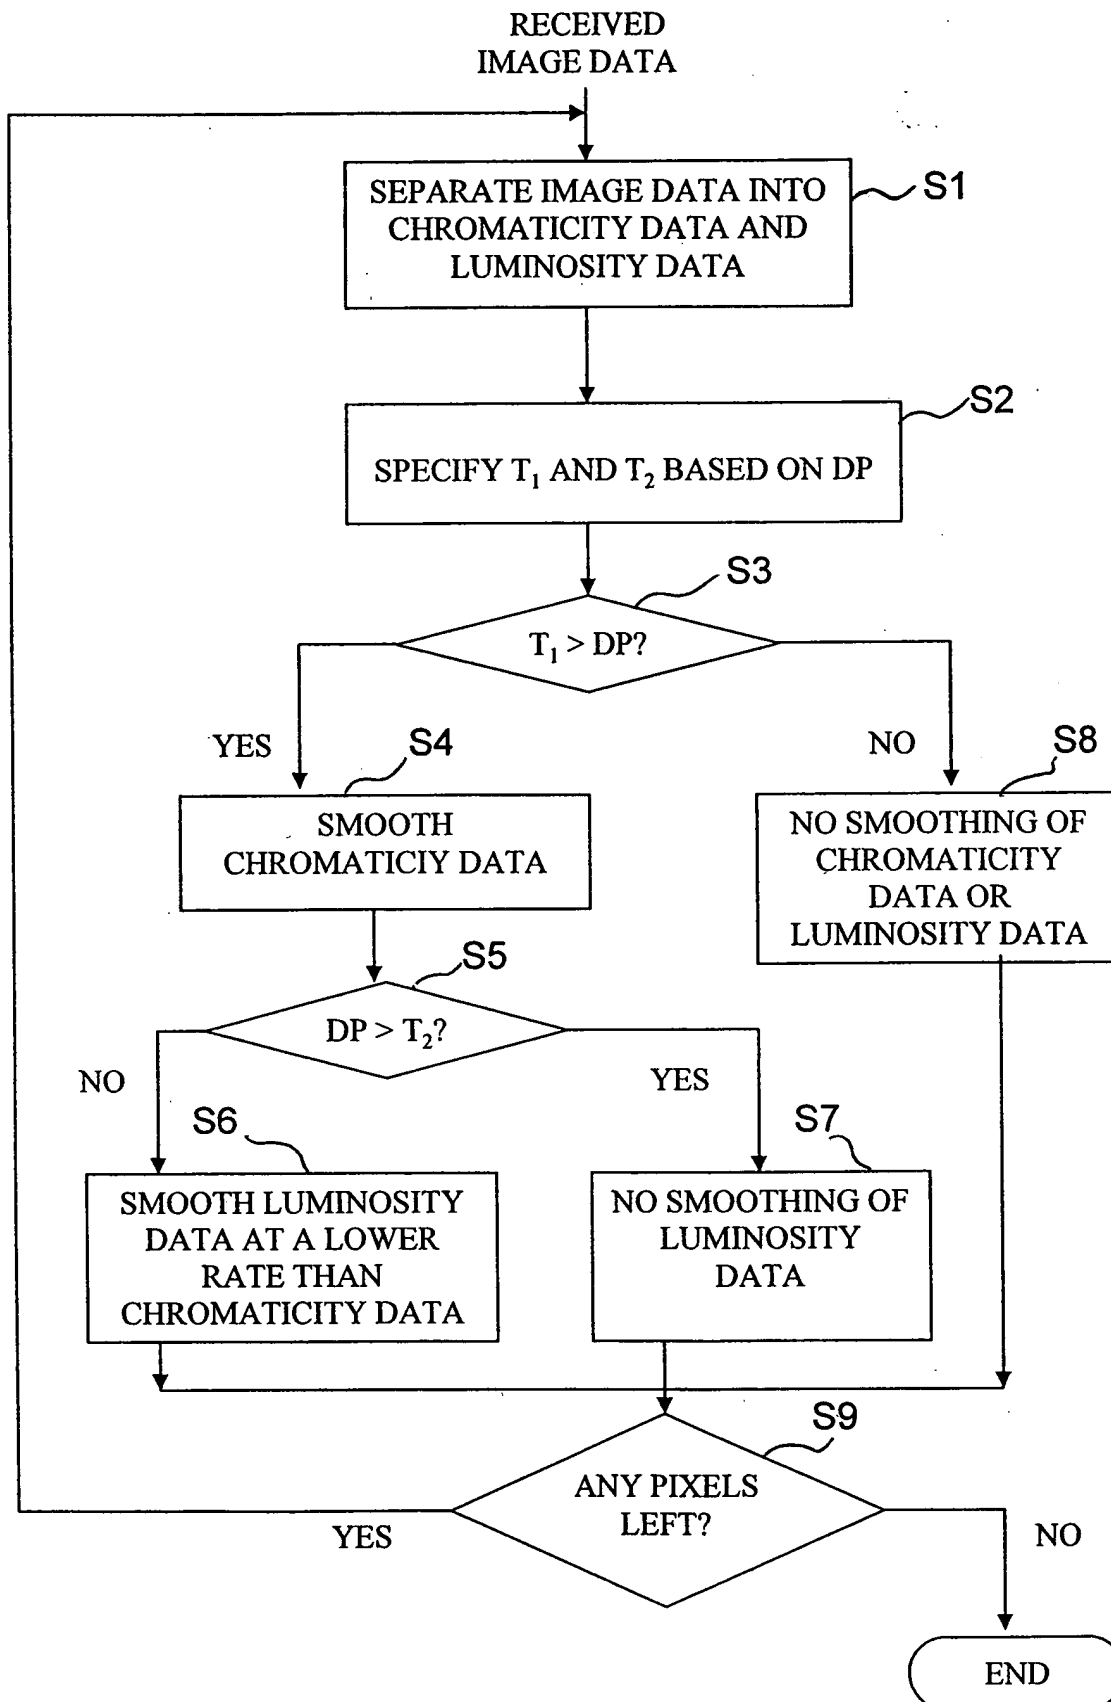 RECEIVED
IMAGE DATA
SEPARATE IMAGE DATA INTO
CHROMATICITY DATA AND
LUMINOSITY DATA
S1
SPECIFY T₁ AND T₂ BASED ON DP
S2
T₁ > DP?
S3
YES
NO
S4
SMOOTH
CHROMATICIY DATA
S8
NO SMOOTHING OF
CHROMATICITY
DATA OR
LUMINOSITY DATA
S5
DP > T₂?
NO
YES
S6
SMOOTH LUMINOSITY
DATA AT A LOWER
RATE THAN
CHROMATICITY DATA
S7
NO SMOOTHING OF
LUMINOSITY
DATA
S9
ANY PIXELS
LEFT?
YES
NO
END